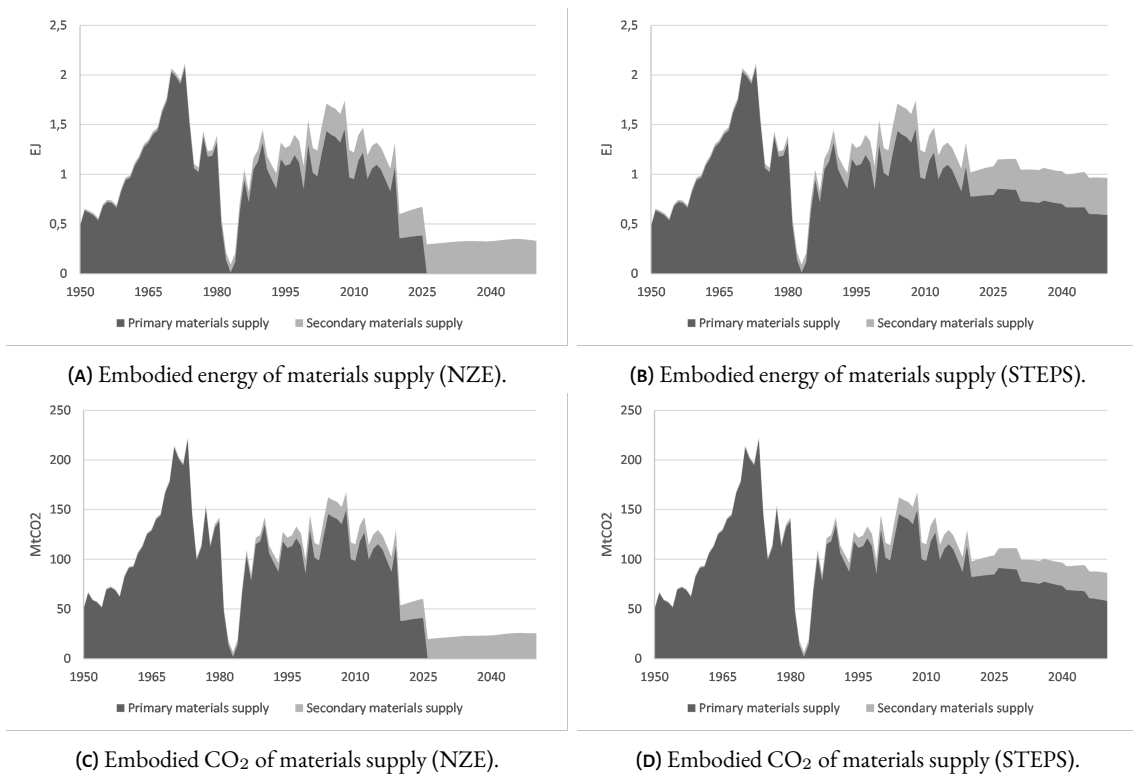 2,5
2
1,5
1
0,5
0
EJ
1950 1965 1980 1995 2010 2025 2040
Primary materials supply Secondary materials supply
(A) Embodied energy of materials supply (NZE).
2,5
2
1,5
1
0,5
0
EJ
1950 1965 1980 1995 2010 2025 2040
Primary materials supply Secondary materials supply
(B) Embodied energy of materials supply (STEPS).
250
200
150
100
50
0
MtCO2
1950 1965 1980 1995 2010 2025 2040
Primary materials supply Secondary materials supply
(C) Embodied CO2 of materials supply (NZE).
250
200
150
100
50
0
MtCO2
1950 1965 1980 1995 2010 2025 2040
Primary materials supply Secondary materials supply
(D) Embodied CO2 of materials supply (STEPS).